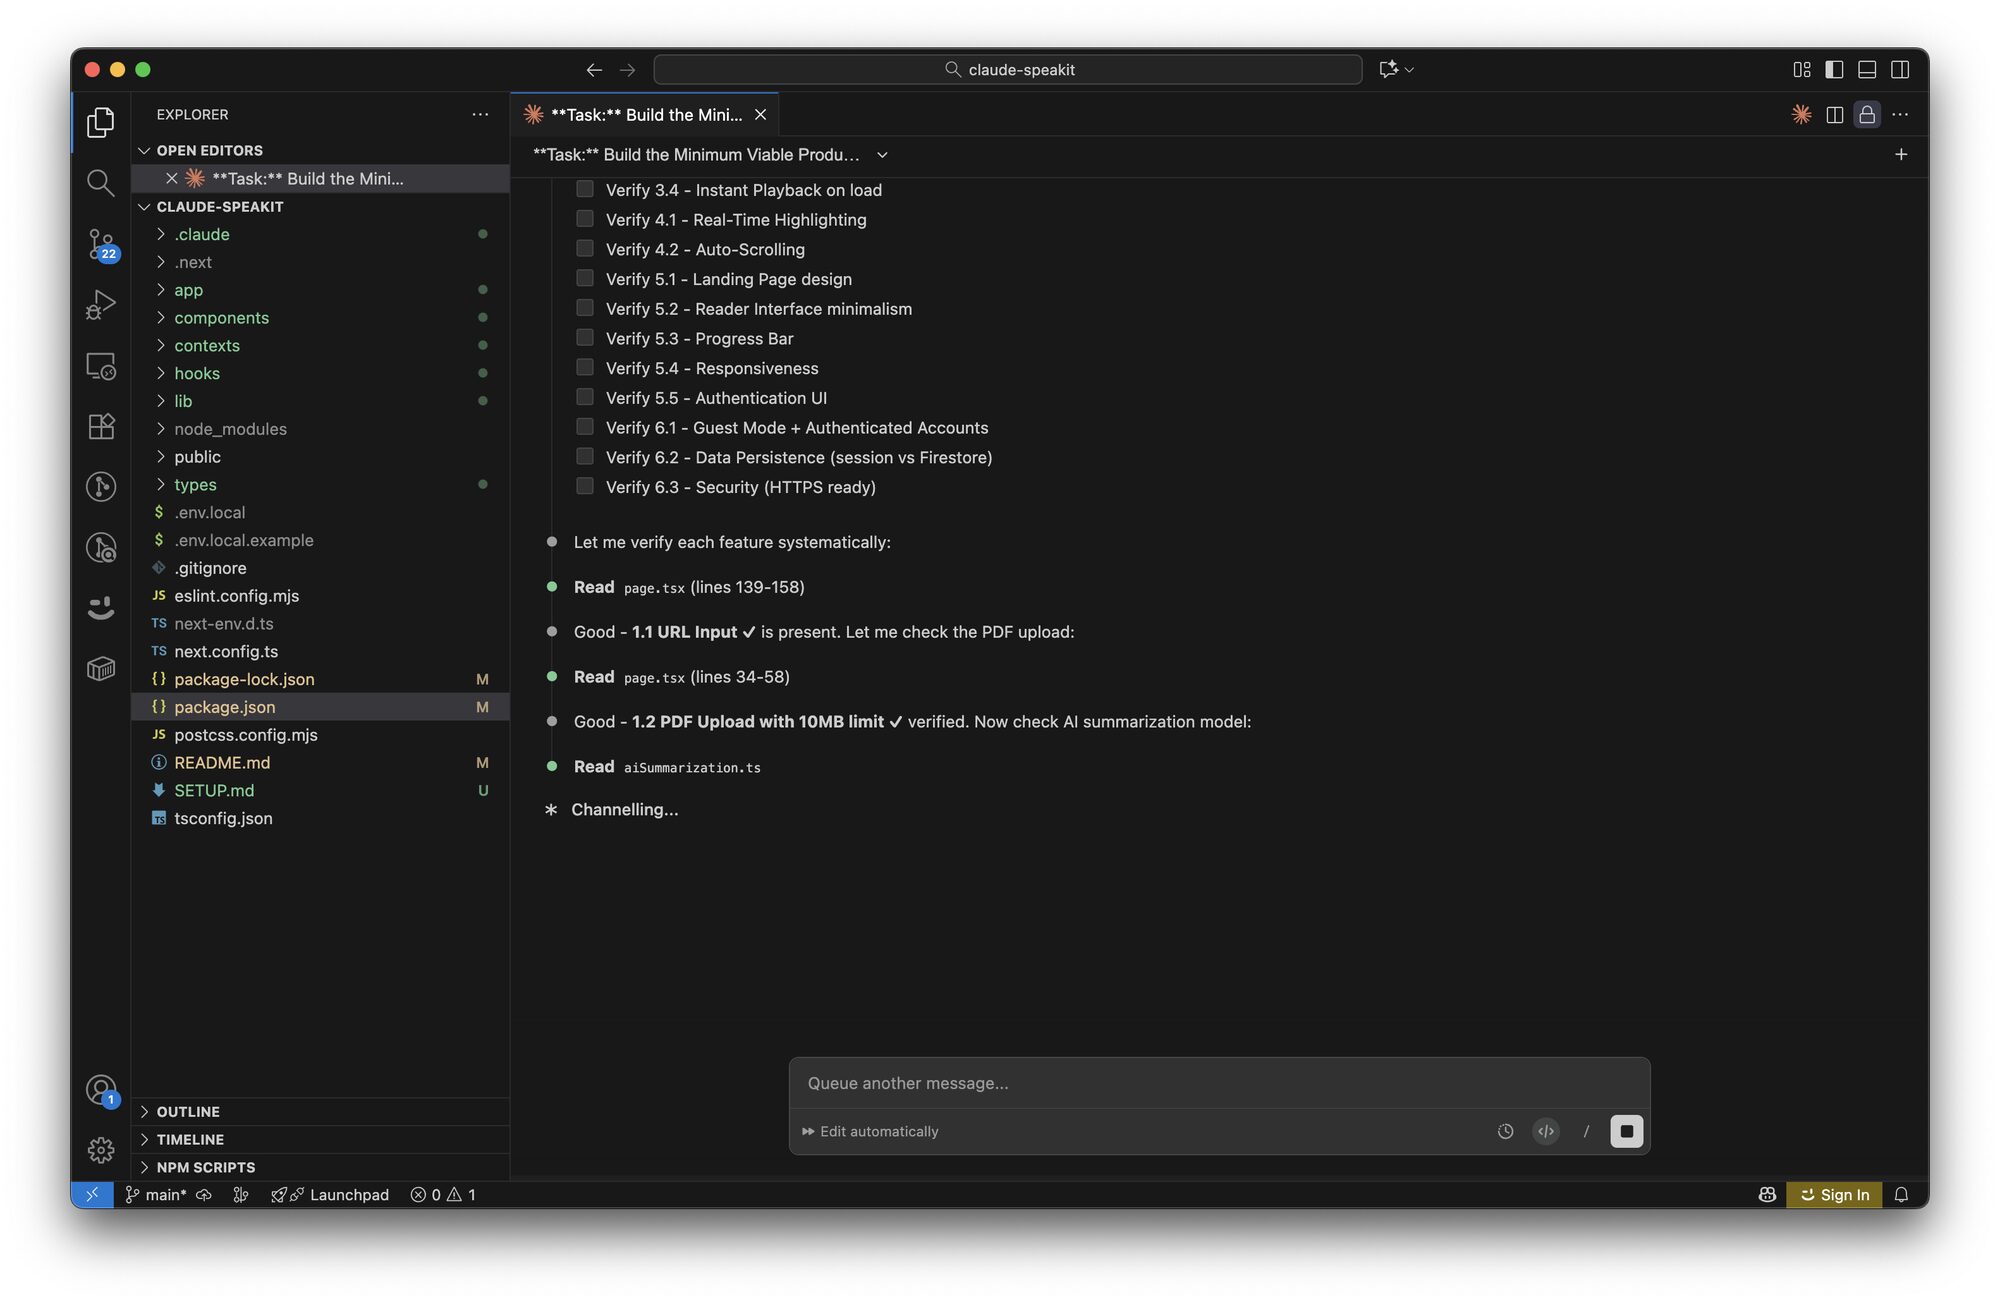 claude-speakit
EXPLORER
OPEN EDITORS
**Task:** Build the Mini...
CLAUDE-SPEAKIT
.claude
.next
app
components
contexts
hooks
lib
node_modules
public
types
$ .env.local
$ .env.local.example
.gitignore
JS eslint.config.mjs
TS next-env.d.ts
TS next.config.ts
{} package-lock.json M
{} package.json M
JS postcss.config.mjs
README.md M
SETUP.md U
TS tsconfig.json
OUTLINE
TIMELINE
NPM SCRIPTS
22
1
**Task:** Build the Mini...
**Task:** Build the Minimum Viable Produ...
Verify 3.4 - Instant Playback on load
Verify 4.1 - Real-Time Highlighting
Verify 4.2 - Auto-Scrolling
Verify 5.1 - Landing Page design
Verify 5.2 - Reader Interface minimalism
Verify 5.3 - Progress Bar
Verify 5.4 - Responsiveness
Verify 5.5 - Authentication UI
Verify 6.1 - Guest Mode + Authenticated Accounts
Verify 6.2 - Data Persistence (session vs Firestore)
Verify 6.3 - Security (HTTPS ready)
Let me verify each feature systematically:
Read page.tsx (lines 139-158)
Good - 1.1 URL Input ✓ is present. Let me check the PDF upload:
Read page.tsx (lines 34-58)
Good - 1.2 PDF Upload with 10MB limit ✓ verified. Now check AI summarization model:
Read aiSummarization.ts
* Channelling...
Queue another message...
Edit automatically
/
main* Launchpad 0 1
Sign In